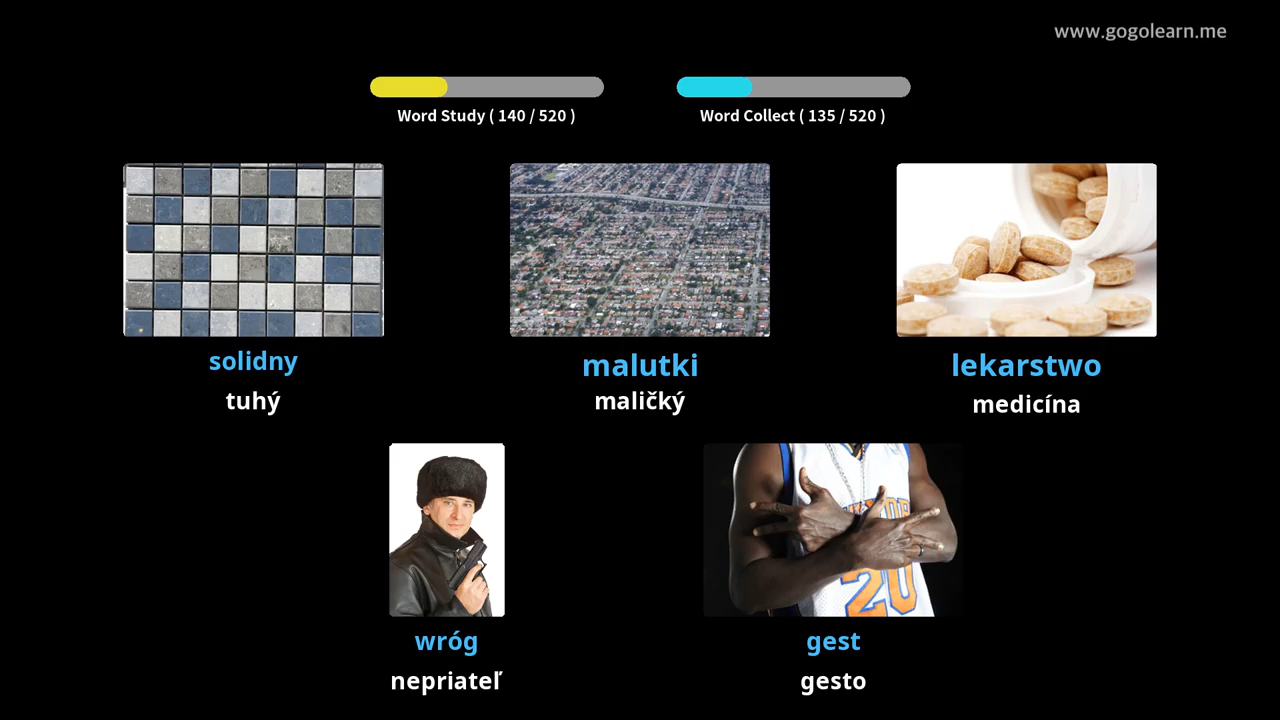 www.gogolearn.me
Word Study ( 140 / 520 )
Word Collect ( 135 / 520 )
solidny
tuhý
malutki
maličký
lekarstwo
medicína
20
wróg
nepriateľ
gest
gesto